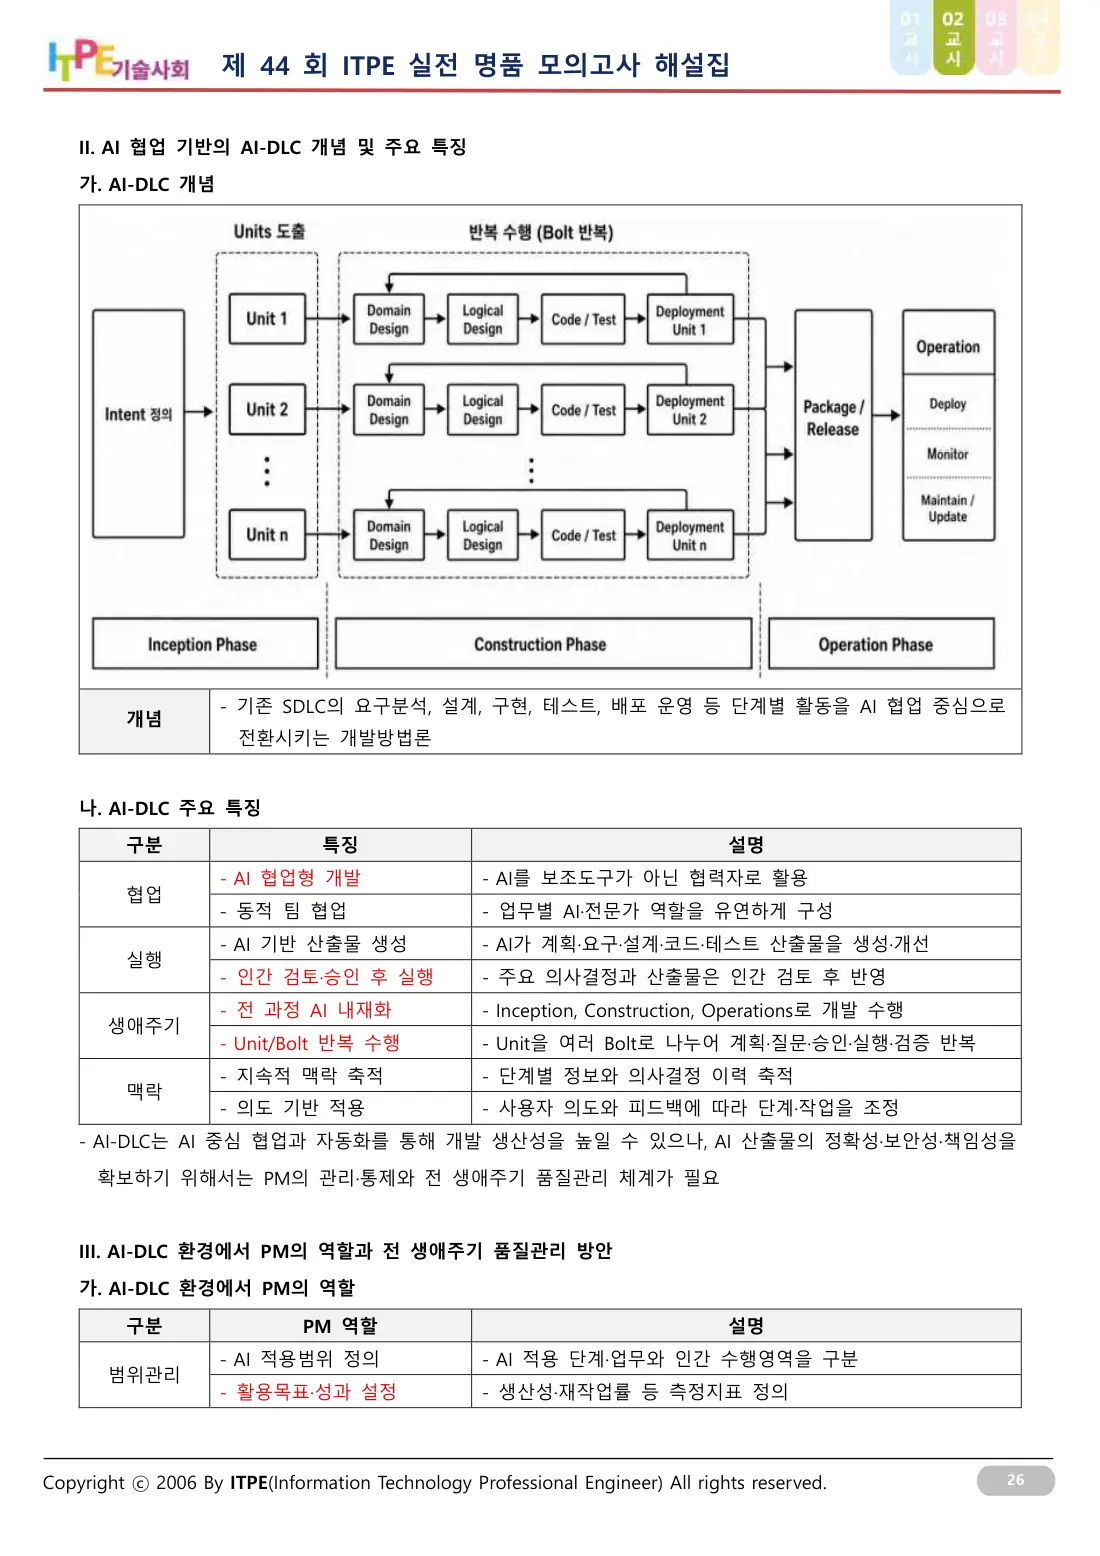 ITPE기술사회 제 44 회 ITPE 실전 명품 모의고사 해설집
01 교시 02 교시 03 교시
II. AI 협업 기반의 AI-DLC 개념 및 주요 특징
가. AI-DLC 개념
Units 도출 반복 수행 (Bolt 반복)
Intent 정의
Unit 1 Domain Design Logical Design Code / Test Deployment Unit 1
Unit 2 Domain Design Logical Design Code / Test Deployment Unit 2
Unit n Domain Design Logical Design Code / Test Deployment Unit n
Package / Release
Operation
Deploy
Monitor
Maintain / Update
Inception Phase Construction Phase Operation Phase
개념 - 기존 SDLC의 요구분석, 설계, 구현, 테스트, 배포 운영 등 단계별 활동을 AI 협업 중심으로
전환시키는 개발방법론
나. AI-DLC 주요 특징
구분 특징 설명
협업 - AI 협업형 개발 - AI를 보조도구가 아닌 협력자로 활용
- 동적 팀 협업 - 업무별 AI·전문가 역할을 유연하게 구성
실행 - AI 기반 산출물 생성 - AI가 계획·요구·설계·코드·테스트 산출물을 생성·개선
- 인간 검토·승인 후 실행 - 주요 의사결정과 산출물은 인간 검토 후 반영
생애주기 - 전 과정 AI 내재화 - Inception, Construction, Operations로 개발 수행
- Unit/Bolt 반복 수행 - Unit을 여러 Bolt로 나누어 계획·질문·승인·실행·검증 반복
맥락 - 지속적 맥락 축적 - 단계별 정보와 의사결정 이력 축적
- 의도 기반 적용 - 사용자 의도와 피드백에 따라 단계·작업을 조정
- AI-DLC는 AI 중심 협업과 자동화를 통해 개발 생산성을 높일 수 있으나, AI 산출물의 정확성·보안성·책임성을
확보하기 위해서는 PM의 관리·통제와 전 생애주기 품질관리 체계가 필요
III. AI-DLC 환경에서 PM의 역할과 전 생애주기 품질관리 방안
가. AI-DLC 환경에서 PM의 역할
구분 PM 역할 설명
범위관리 - AI 적용범위 정의 - AI 적용 단계·업무와 인간 수행영역을 구분
- 활용목표·성과 설정 - 생산성·재작업률 등 측정지표 정의
Copyright ⓒ 2006 By ITPE(Information Technology Professional Engineer) All rights reserved. 26